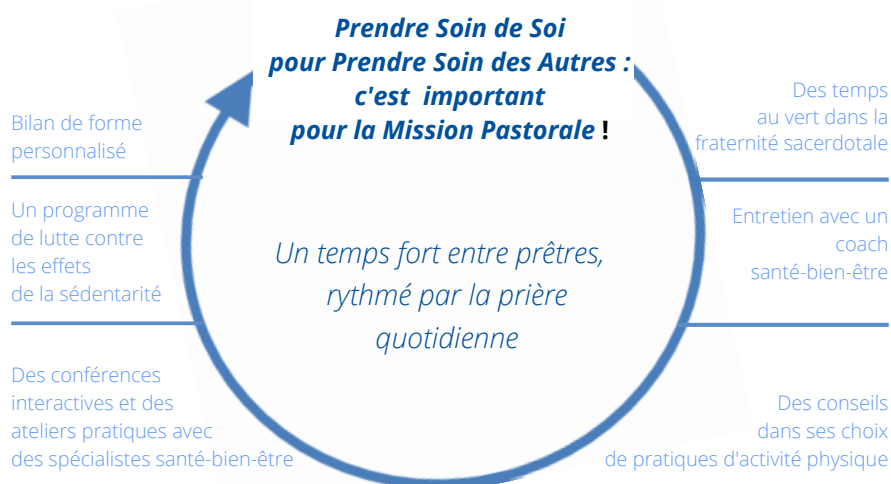 Prendre Soin de Soi
pour Prendre Soin des Autres :
c'est important
pour la Mission Pastorale !
Bilan de forme
personnalisé
Un programme
de lutte contre
les effets
de la sédentarité
Des conférences
interactives et des
ateliers pratiques avec
des spécialistes santé-bien-être
Un temps fort entre prêtres,
rythmé par la prière
quotidienne
Des temps
au vert dans la
fraternité sacerdotale
Entretien avec un
coach
santé-bien-être
Des conseils
dans ses choix
de pratiques d'activité physique